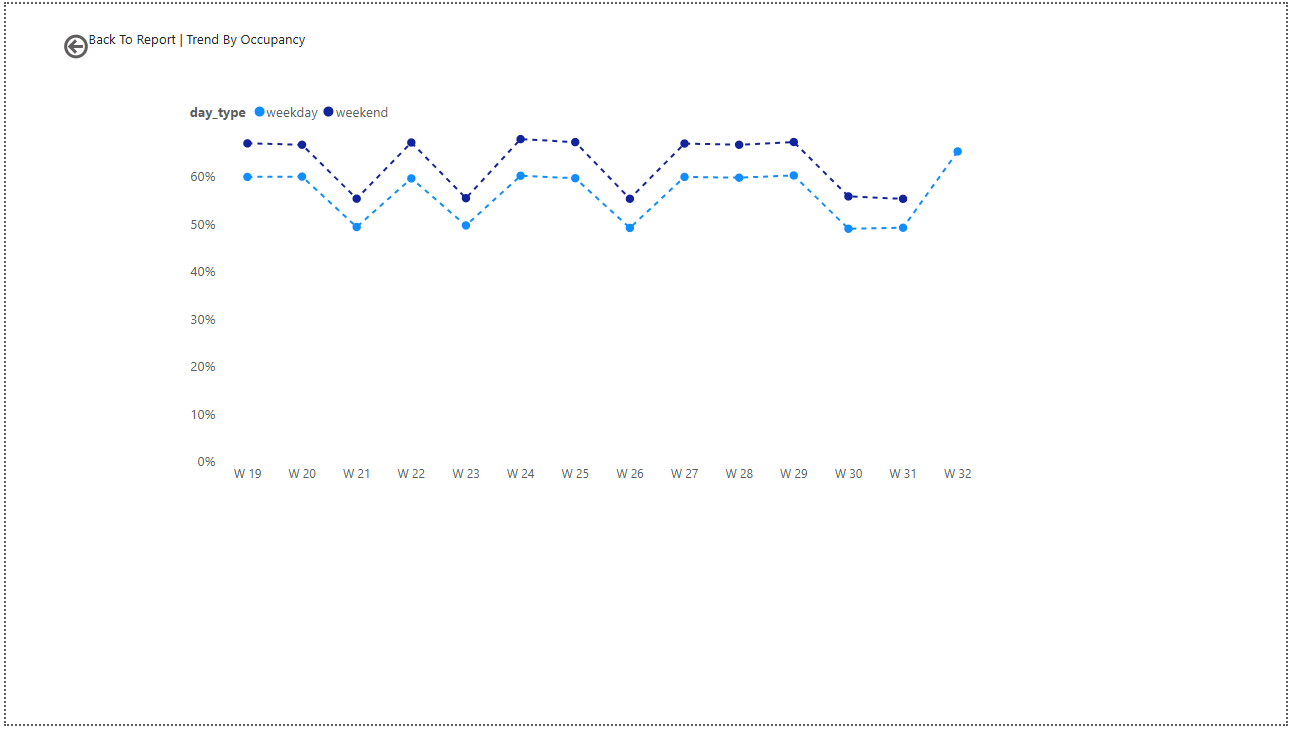 Back To Report | Trend By Occupancy
day_type weekday weekend
60%
50%
40%
30%
20%
10%
0%
W 19 W 20 W 21 W 22 W 23 W 24 W 25 W 26 W 27 W 28 W 29 W 30 W 31 W 32